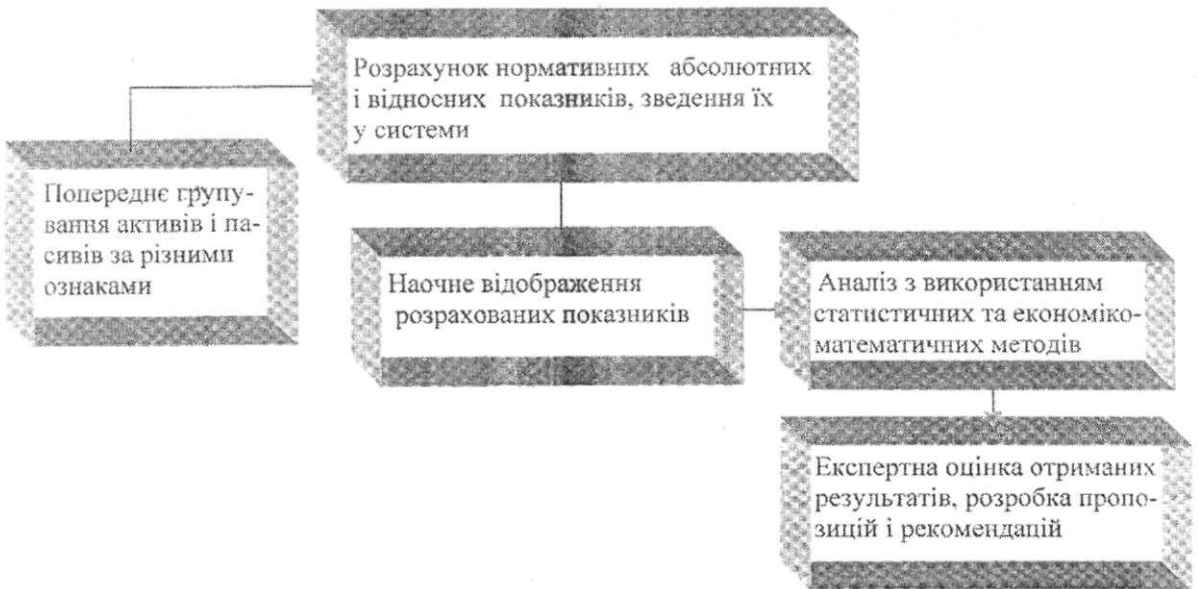 Розрахунок нормативних абсолютних
і відносних показників, зведення їх
у системи
Попереднє групу-
вання активів і па-
сивів за різними
ознаками
Наочне відображення
розрахованих показників
Аналіз з використанням
статистичних та економіко-
математичних методів
Експертна оцінка отриманих
результатів, розробка пропо-
зицій і рекомендацій